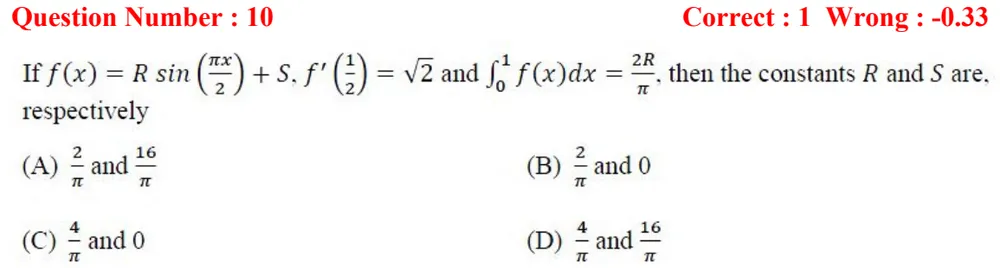 Question Number : 10 Correct : 1 Wrong : -0.33
If f(x) = R sin (πx/2) + S, f′(1/2) = √2 and ∫₀¹ f(x)dx = 2R/π, then the constants R and S are,
respectively
(A) 2/π and 16/π (B) 2/π and 0
(C) 4/π and 0 (D) 4/π and 16/π